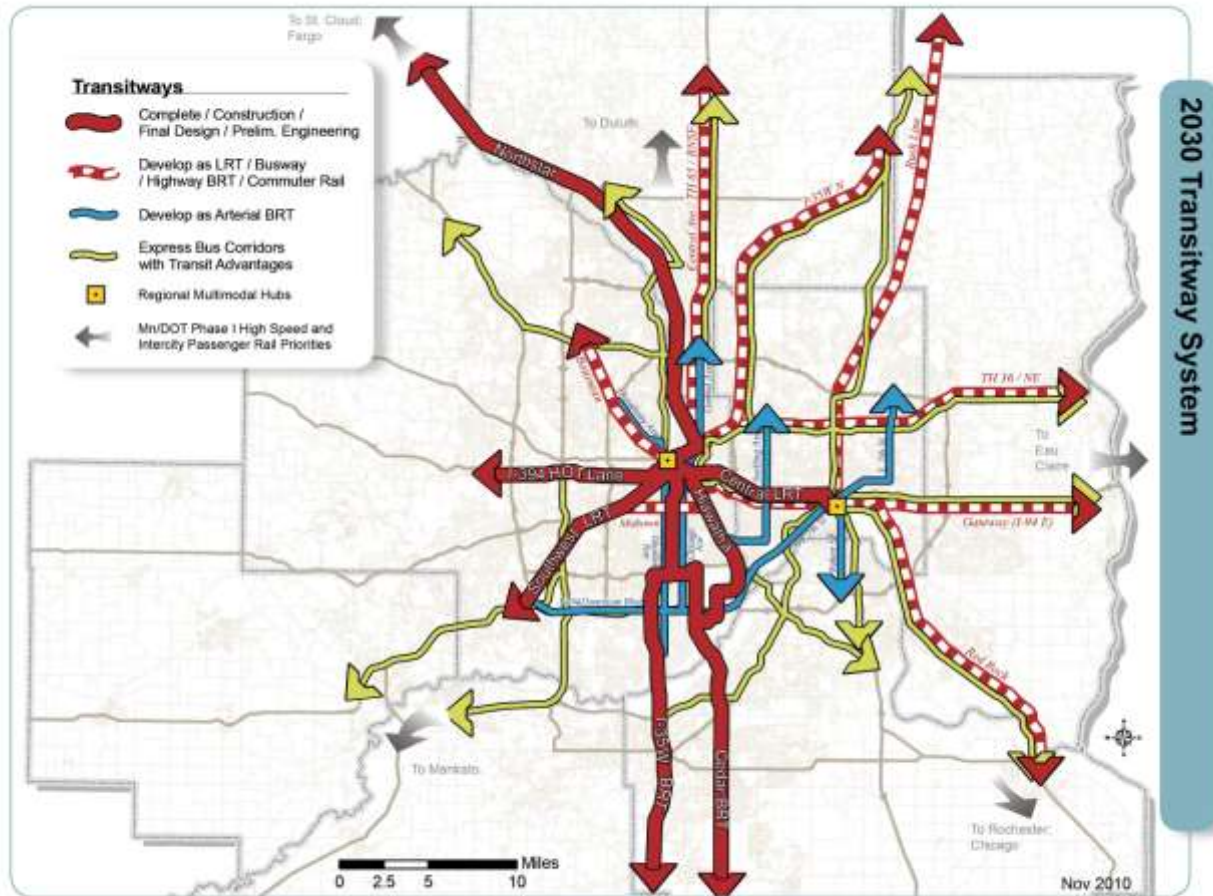 2030 Transitway System
To St. Cloud;
Fargo
Transitways
Complete / Construction /
Final Design / Prelim. Engineering
Develop as LRT / Busway
/ Highway BRT / Commuter Rail
Develop as Arterial BRT
Express Bus Corridors
with Transit Advantages
Regional Multimodal Hubs
Mn/DOT Phase I High Speed and
Intercity Passenger Rail Priorities
To Duluth
Northstar
Central Ave TH 65 / BNSF
I-35W N
Rush Line
TH 36 / NE
To
Eau
Claire
I-394 HOT Lane
Central LRT
Hiawatha
Southwest LRT
Midtown
Gateway (I-94 E)
Red Rock
I-35W BRT
Cedar BRT
To Mankato
To Rochester;
Chicago
Miles
0 2.5 5 10
Nov 2010